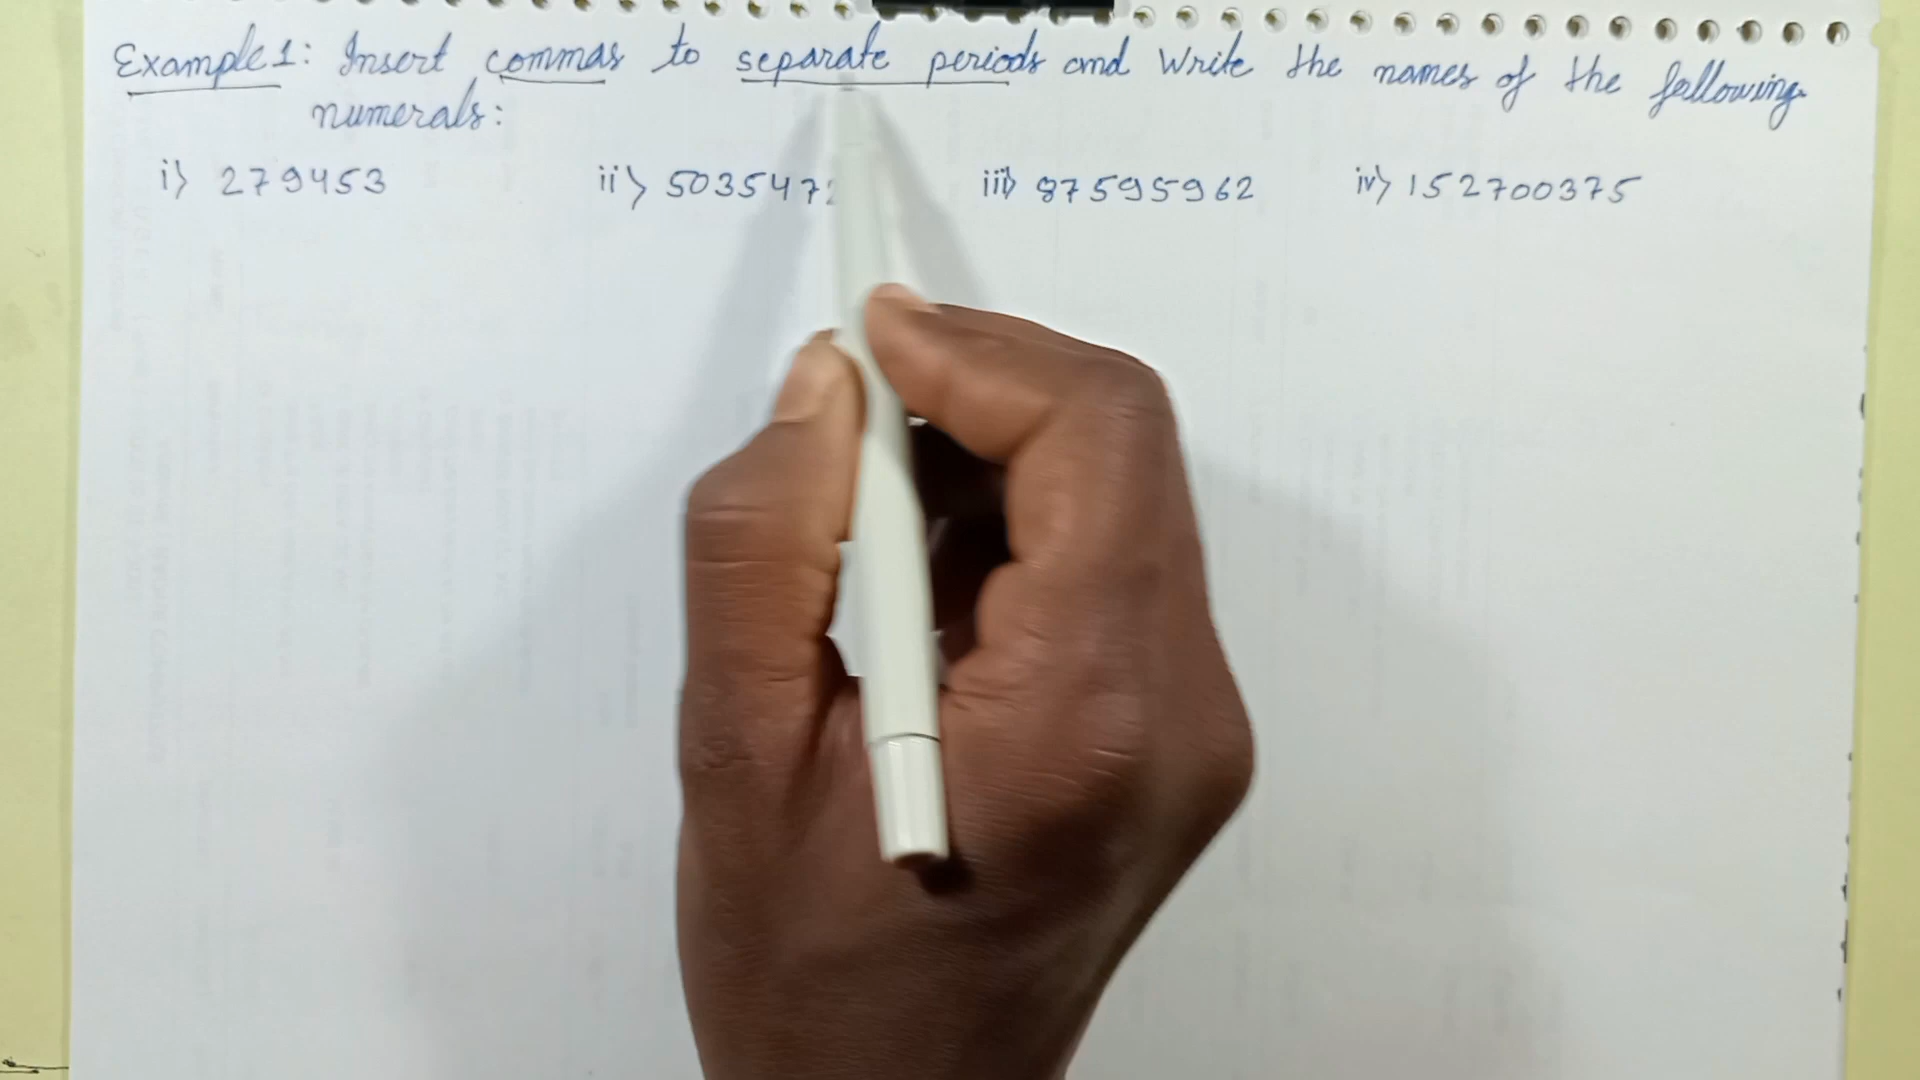 Example 1: Insert commas to separate periods and write the names of the following
numerals:
i) 279453 ii) 5035472 iii) 87595962 iv) 152700375